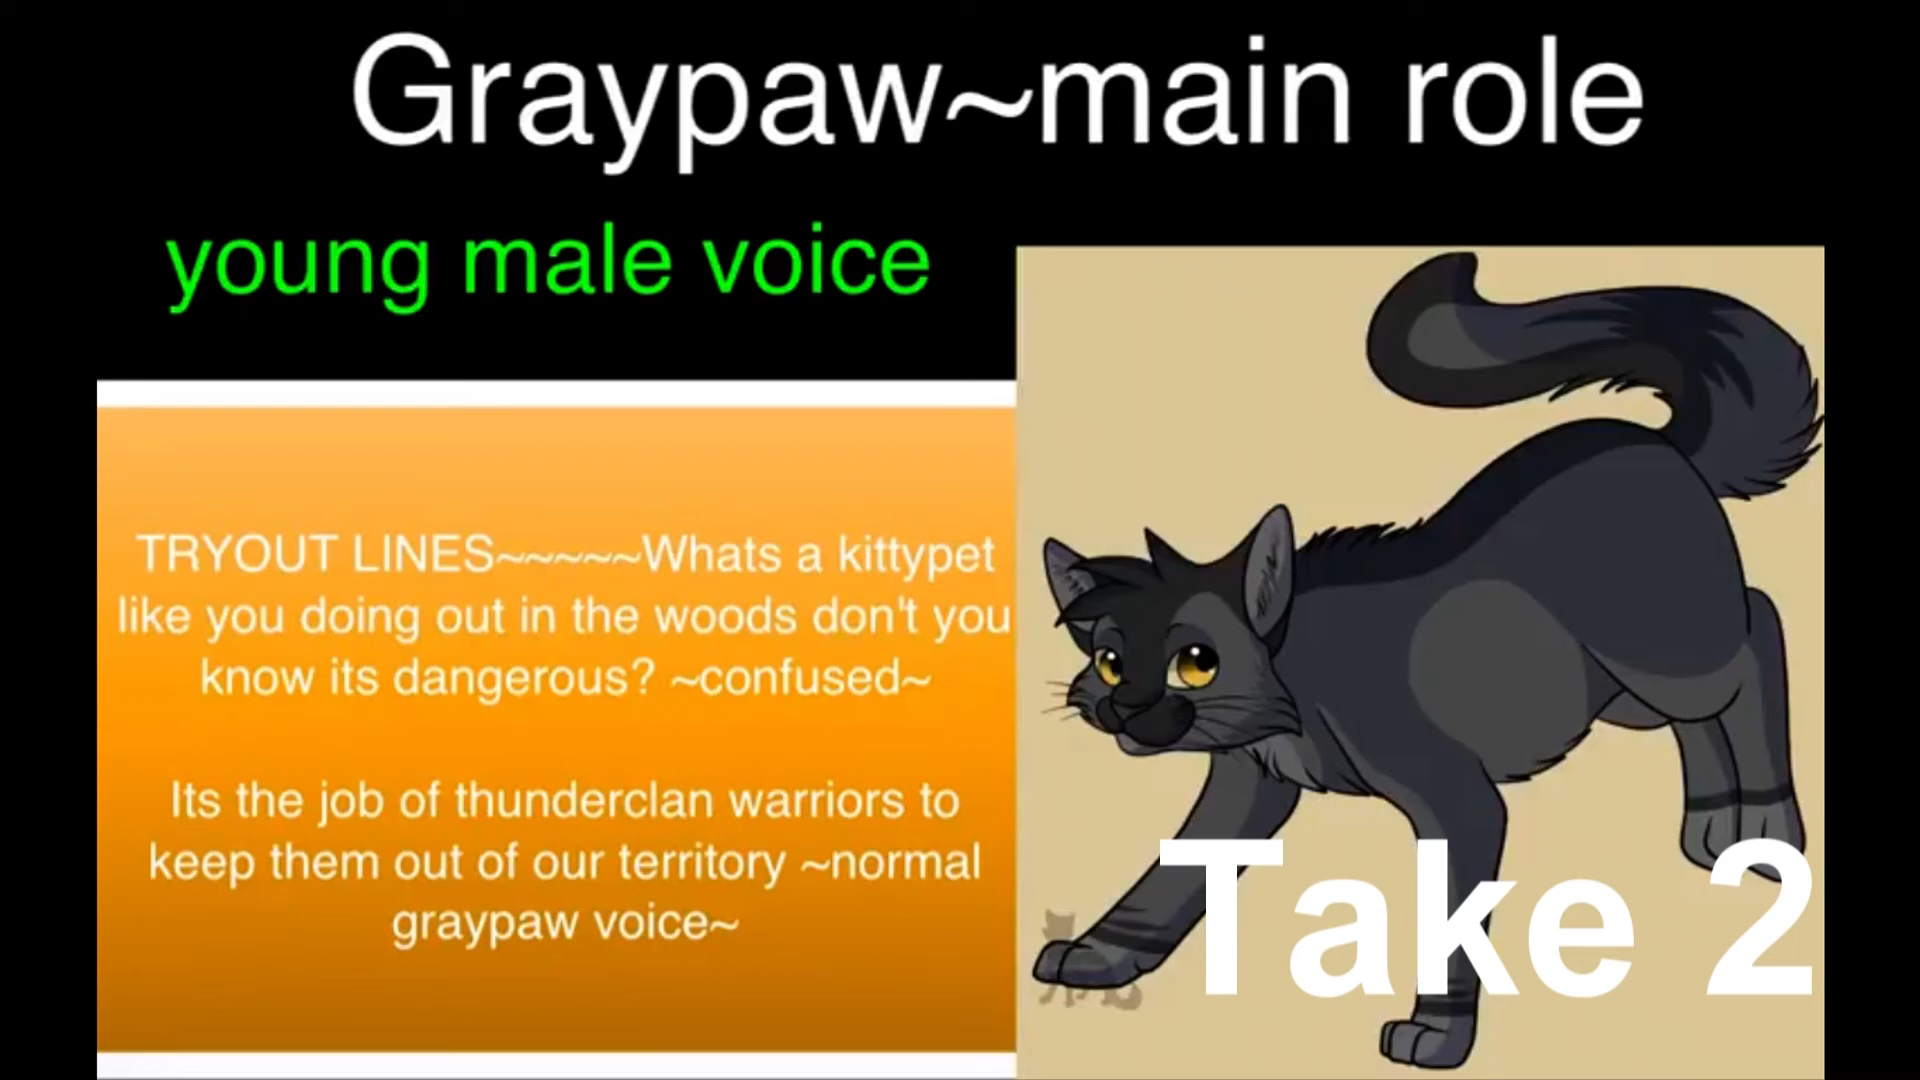 Graypaw~main role
young male voice
TRYOUT LINES~~~~~Whats a kittypet
like you doing out in the woods don't you
know its dangerous? ~confused~
Its the job of thunderclan warriors to
keep them out of our territory ~normal
graypaw voice~
Take 2